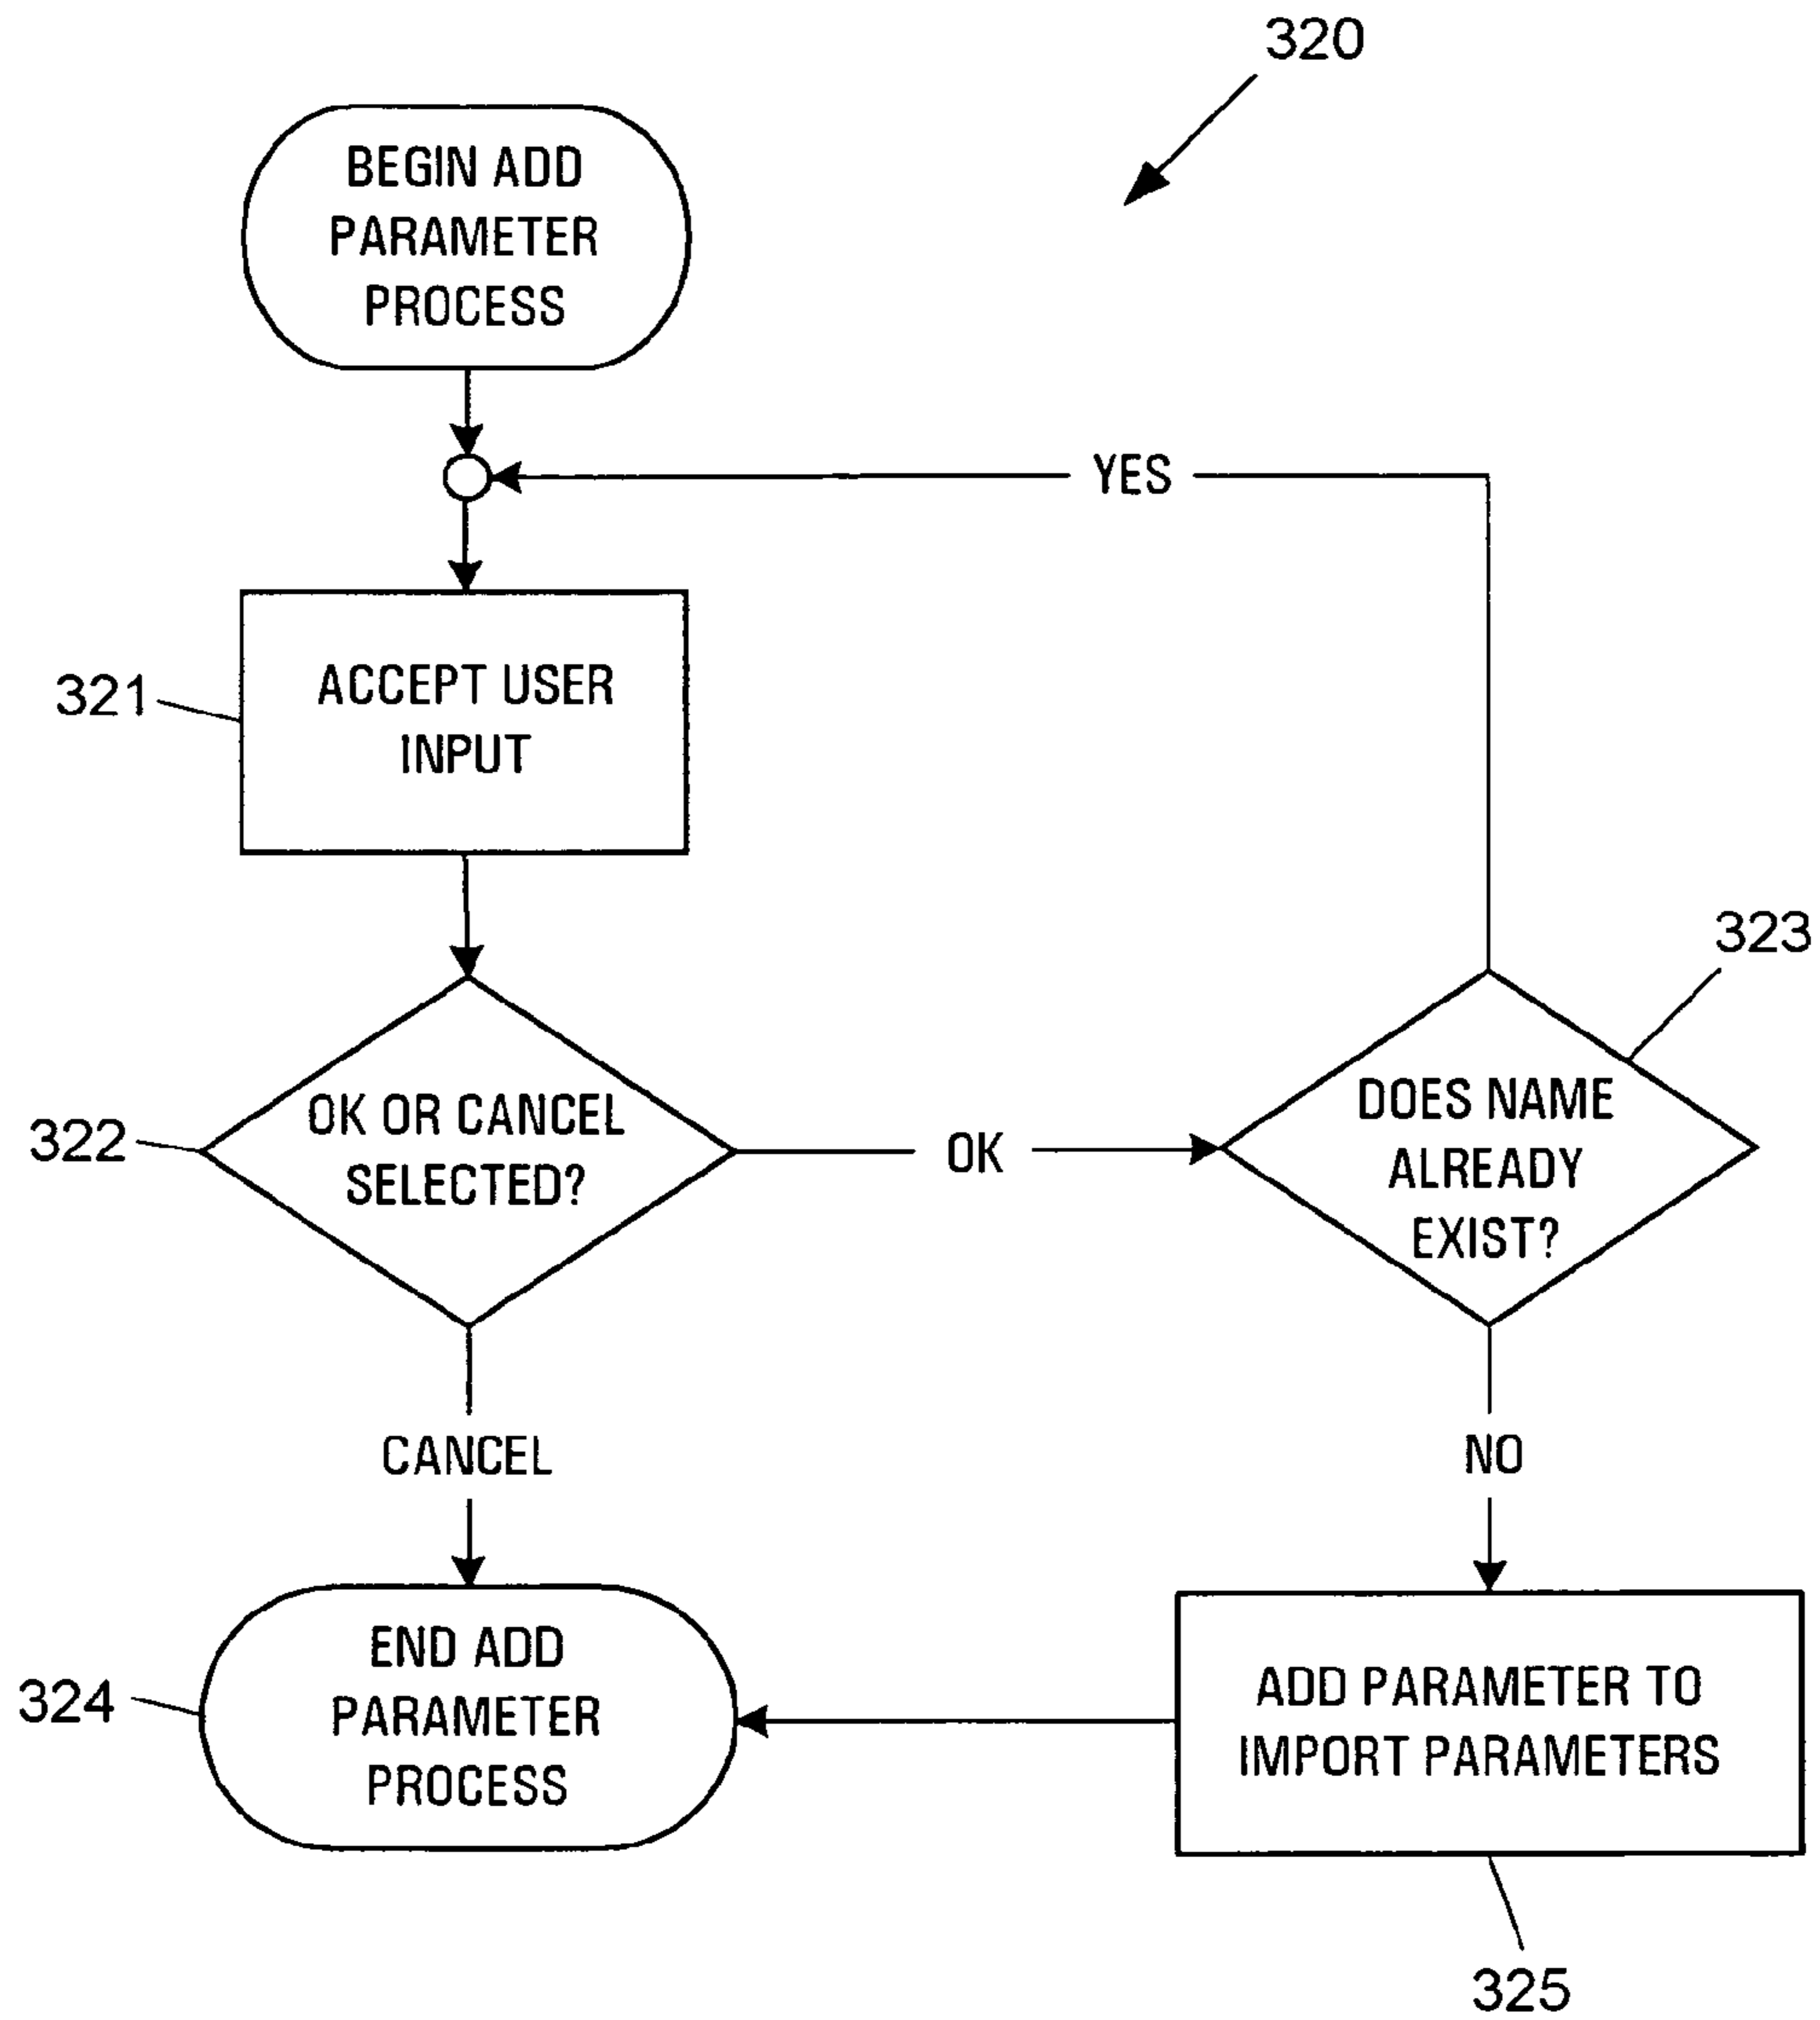 320
BEGIN ADD
PARAMETER
PROCESS
YES
321
ACCEPT USER
INPUT
323
322
OK OR CANCEL
SELECTED?
OK
DOES NAME
ALREADY
EXIST?
CANCEL
NO
324
END ADD
PARAMETER
PROCESS
ADD PARAMETER TO
IMPORT PARAMETERS
325